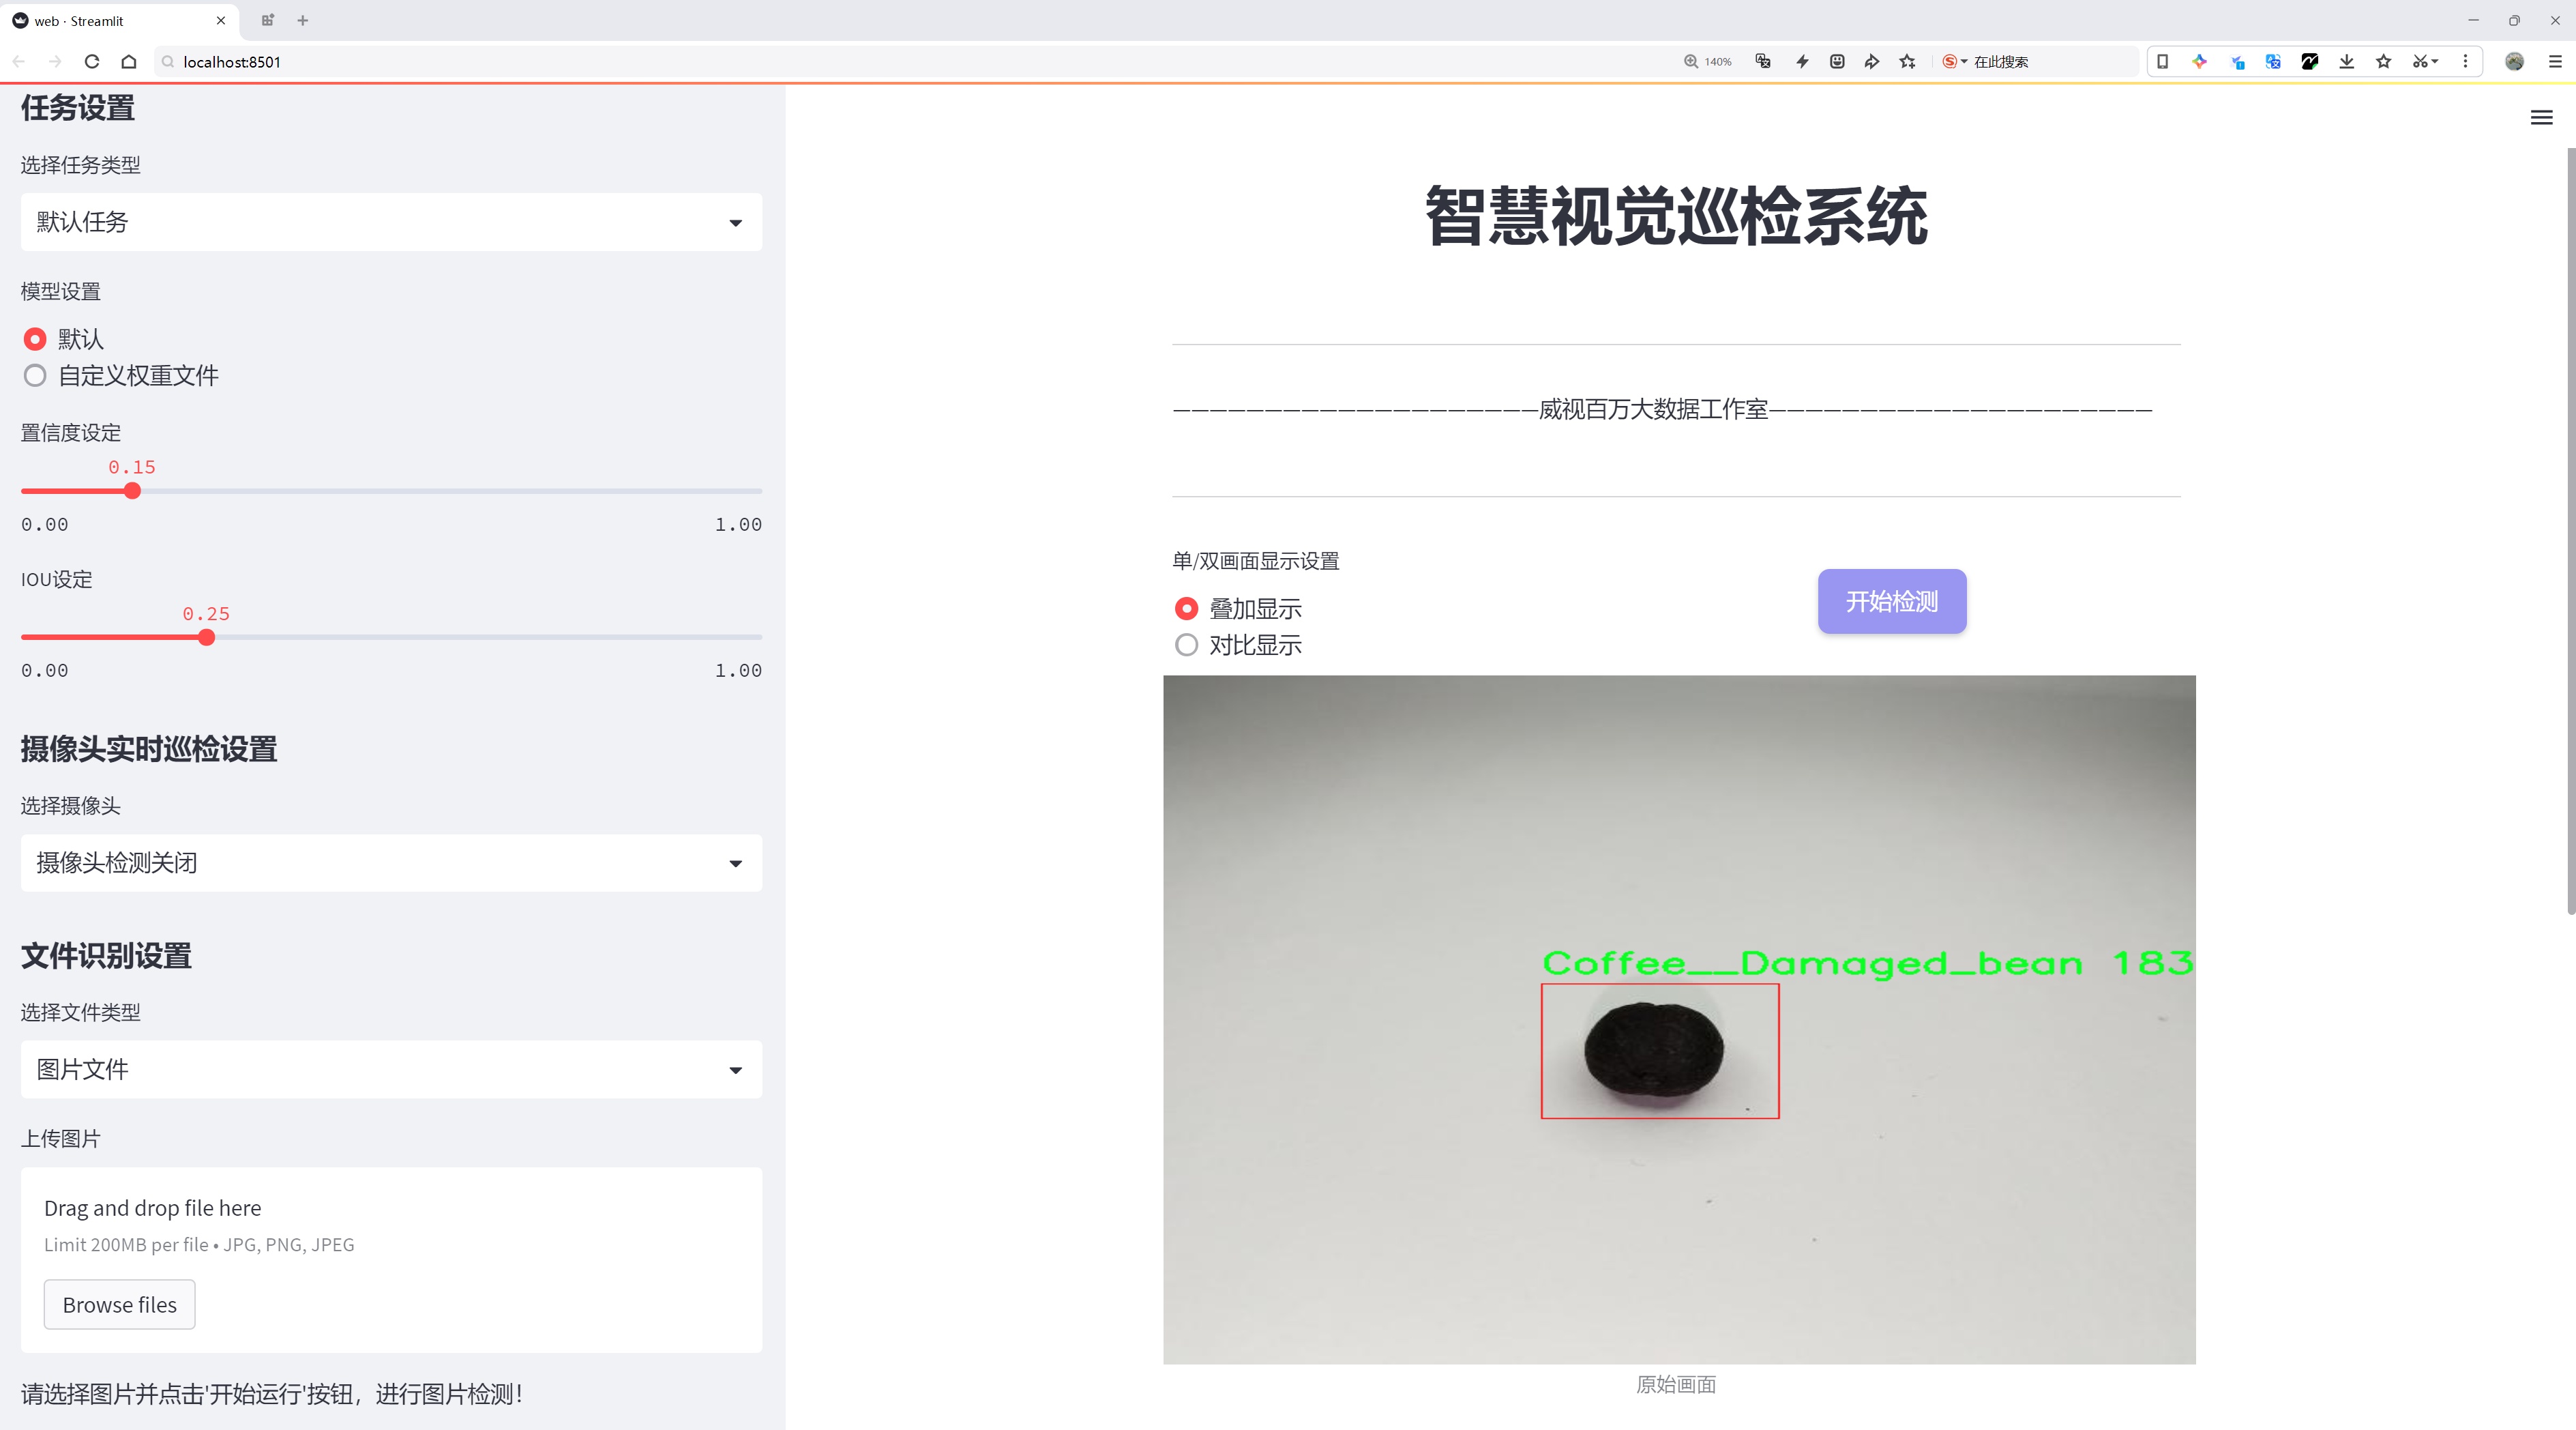 web · Streamlit
localhost:8501
140%
在此搜索
任务设置
选择任务类型
默认任务
模型设置
默认
自定义权重文件
置信度设定
0.15
0.00
1.00
IOU设定
0.25
0.00
1.00
摄像头实时巡检设置
选择摄像头
摄像头检测关闭
文件识别设置
选择文件类型
图片文件
上传图片
Drag and drop file here
Limit 200MB per file • JPG, PNG, JPEG
Browse files
请选择图片并点击'开始运行'按钮，进行图片检测！
智慧视觉巡检系统
————————————————————威视百万大数据工作室—————————————————————
单/双画面显示设置
叠加显示
对比显示
开始检测
Coffee__Damaged_bean 183
原始画面